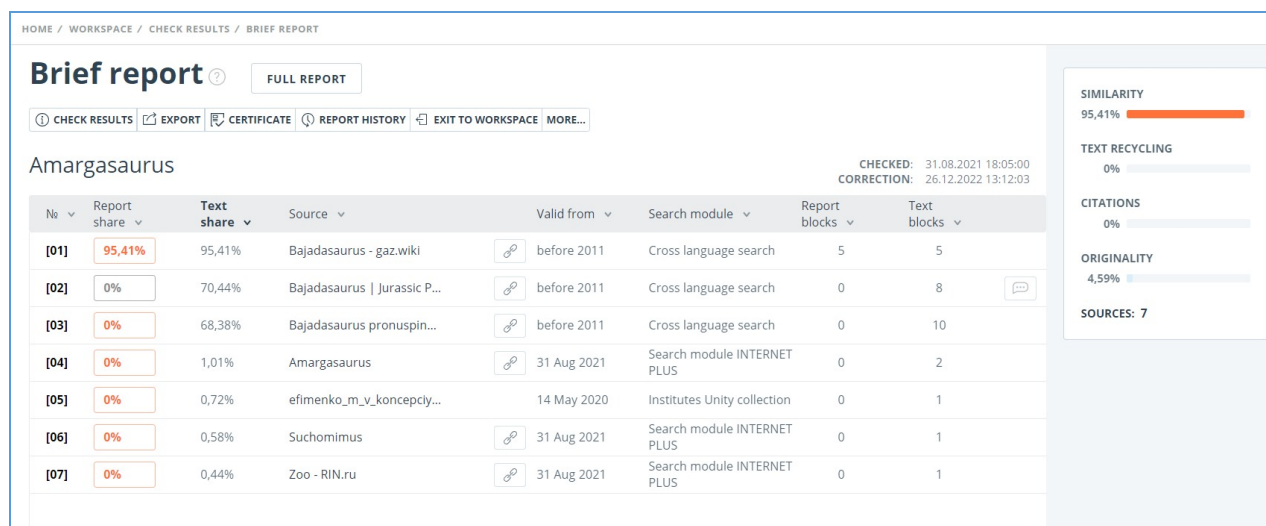 HOME / WORKSPACE / CHECK RESULTS / BRIEF REPORT
Brief report ? FULL REPORT
CHECK RESULTS EXPORT CERTIFICATE REPORT HISTORY EXIT TO WORKSPACE MORE...
Amargasaurus
CHECKED: 31.08.2021 18:05:00
CORRECTION: 26.12.2022 13:12:03
№ Report share Text share Source Valid from Search module Report blocks Text blocks
[01] 95,41% 95,41% Bajadasaurus - gaz.wiki before 2011 Cross language search 5 5
[02] 0% 70,44% Bajadasaurus | Jurassic P... before 2011 Cross language search 0 8
[03] 0% 68,38% Bajadasaurus pronuspin... before 2011 Cross language search 0 10
[04] 0% 1,01% Amargasaurus 31 Aug 2021 Search module INTERNET PLUS 0 2
[05] 0% 0,72% efimenko_m_v_koncepciy... 14 May 2020 Institutes Unity collection 0 1
[06] 0% 0,58% Suchomimus 31 Aug 2021 Search module INTERNET PLUS 0 1
[07] 0% 0,44% Zoo - RIN.ru 31 Aug 2021 Search module INTERNET PLUS 0 1
SIMILARITY
95,41%
TEXT RECYCLING
0%
CITATIONS
0%
ORIGINALITY
4,59%
SOURCES: 7